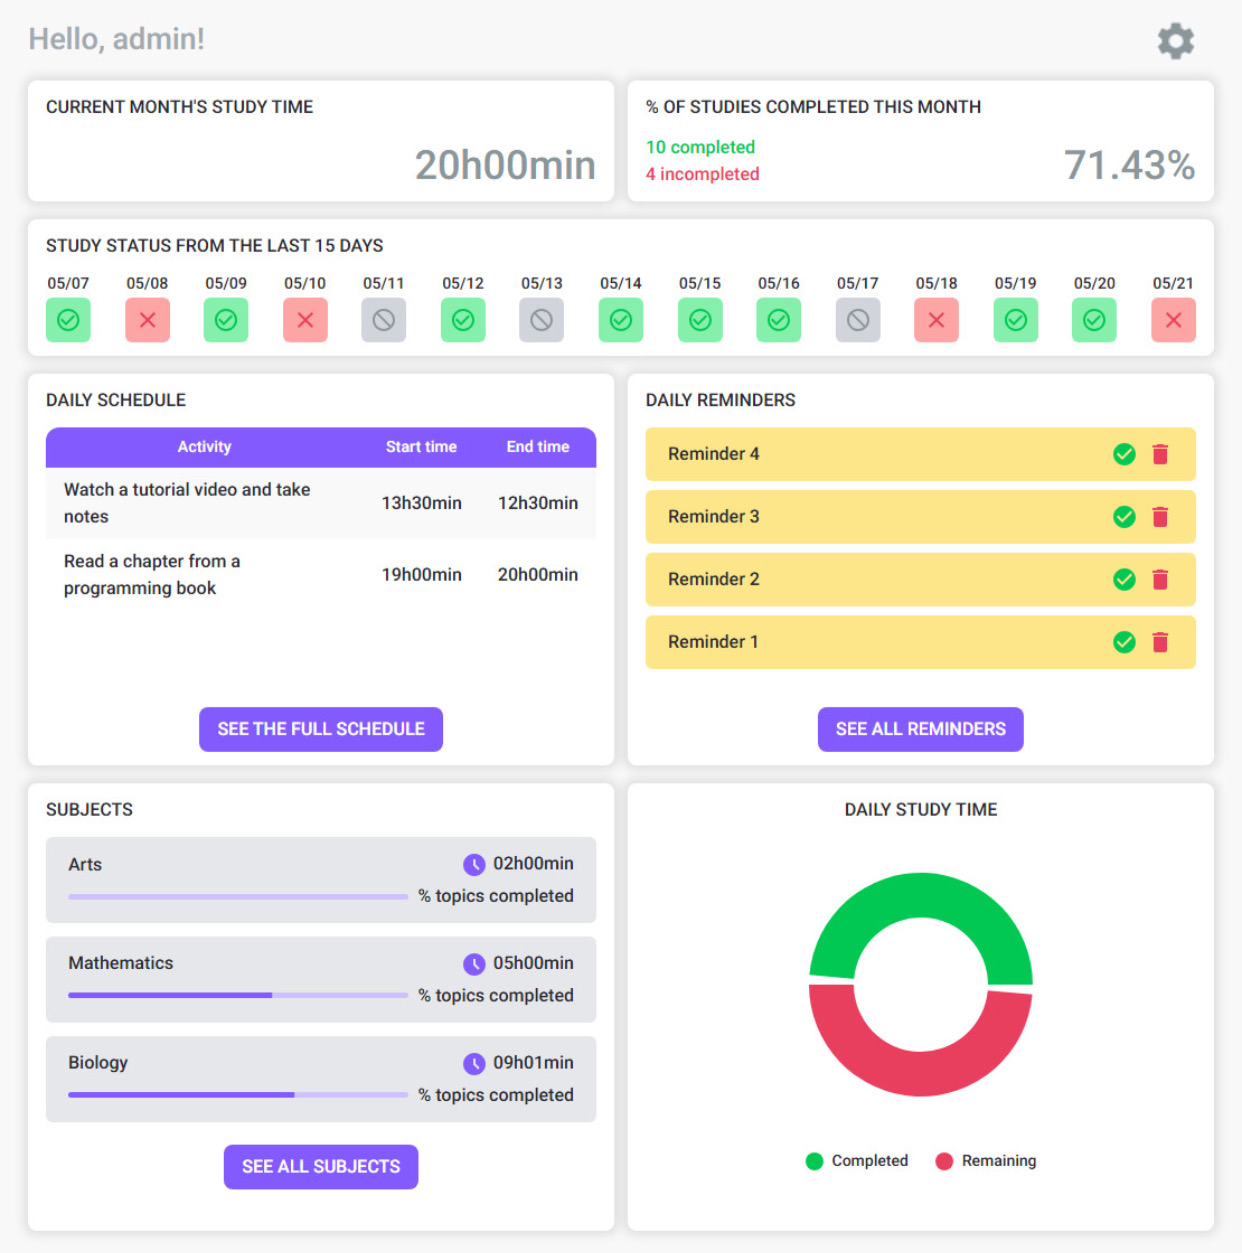 Hello, admin!
CURRENT MONTH'S STUDY TIME
20h00min
% OF STUDIES COMPLETED THIS MONTH
10 completed
4 incompleted
71.43%
STUDY STATUS FROM THE LAST 15 DAYS
05/07 05/08 05/09 05/10 05/11 05/12 05/13 05/14 05/15 05/16 05/17 05/18 05/19 05/20 05/21
DAILY SCHEDULE
Activity Start time End time
Watch a tutorial video and take
notes
13h30min 12h30min
Read a chapter from a
programming book
19h00min 20h00min
SEE THE FULL SCHEDULE
DAILY REMINDERS
Reminder 4
Reminder 3
Reminder 2
Reminder 1
SEE ALL REMINDERS
SUBJECTS
Arts 02h00min
% topics completed
Mathematics 05h00min
% topics completed
Biology 09h01min
% topics completed
SEE ALL SUBJECTS
DAILY STUDY TIME
Completed Remaining